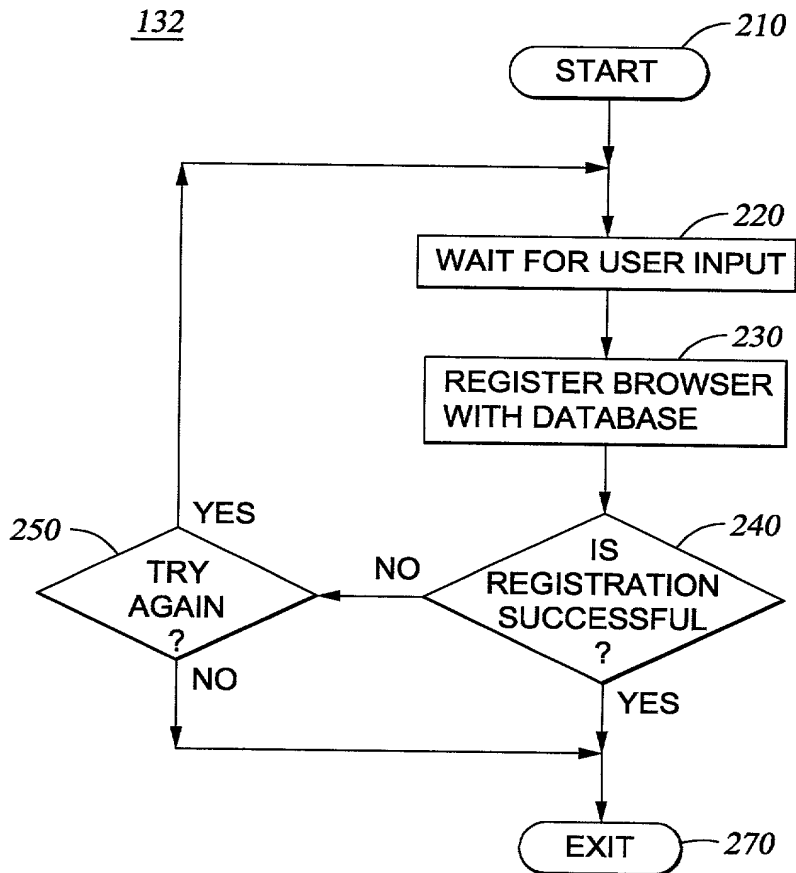 132
210
START
220
WAIT FOR USER INPUT
230
REGISTER BROWSER
WITH DATABASE
240
IS
REGISTRATION
SUCCESSFUL
?
YES
NO
250
TRY
AGAIN
?
YES
NO
EXIT
270